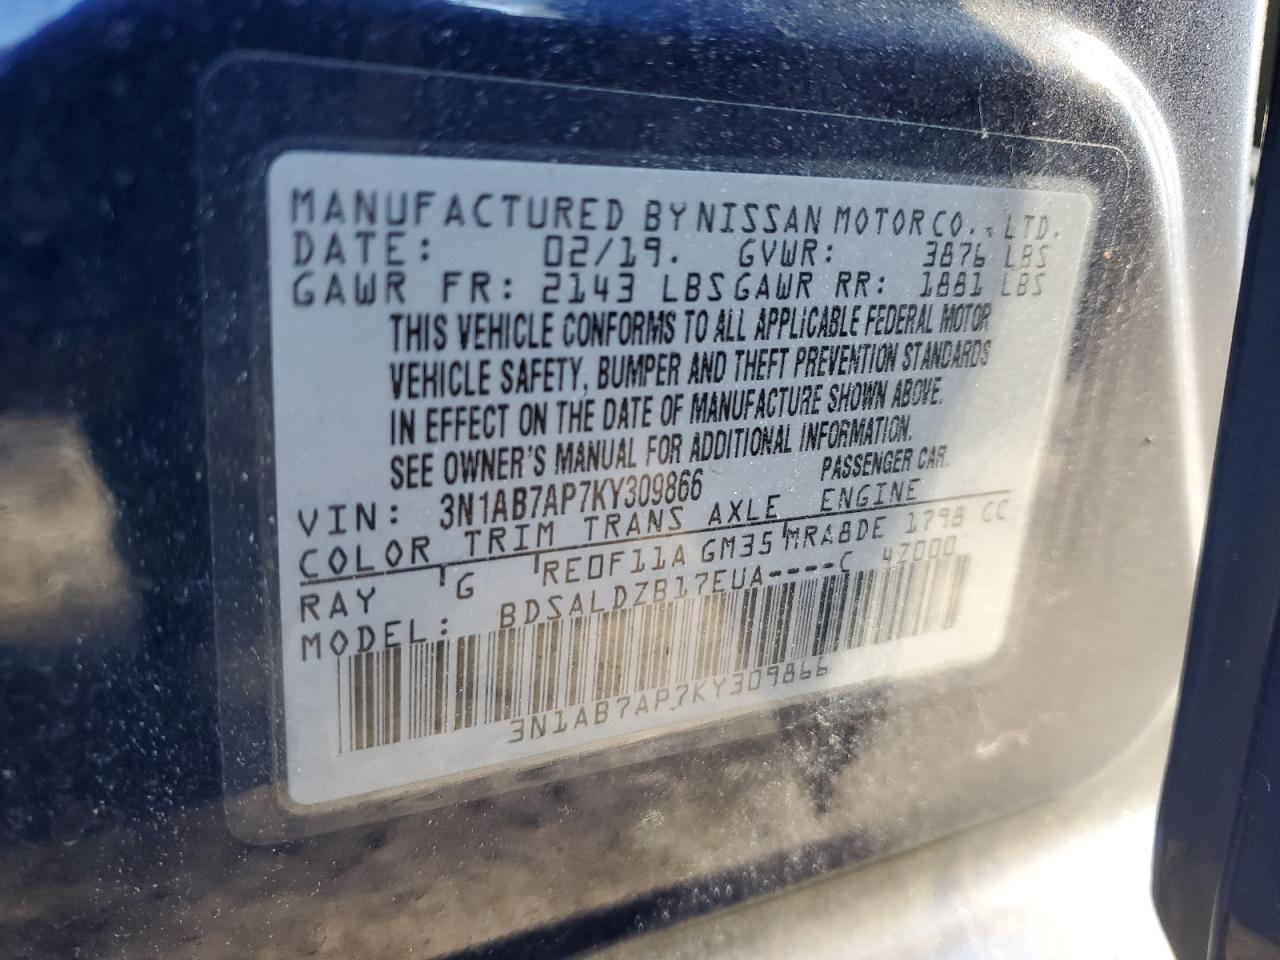 MANUFACTURED BY NISSAN MOTOR CO., LTD.
DATE: 02/19. GVWR: 3876 LBS
GAWR FR: 2143 LBS GAWR RR: 1881 LBS
THIS VEHICLE CONFORMS TO ALL APPLICABLE FEDERAL MOTOR
VEHICLE SAFETY, BUMPER AND THEFT PREVENTION STANDARDS
IN EFFECT ON THE DATE OF MANUFACTURE SHOWN ABOVE.
SEE OWNER'S MANUAL FOR ADDITIONAL INFORMATION.
VIN: 3N1AB7AP7KY309866 PASSENGER CAR.
COLOR TRIM TRANS AXLE ENGINE
RAY G RE0F11A GM35 MRA8DE 1798 CC
MODEL: BDSALDZB17EUA----C 4Z000
3N1AB7AP7KY309866